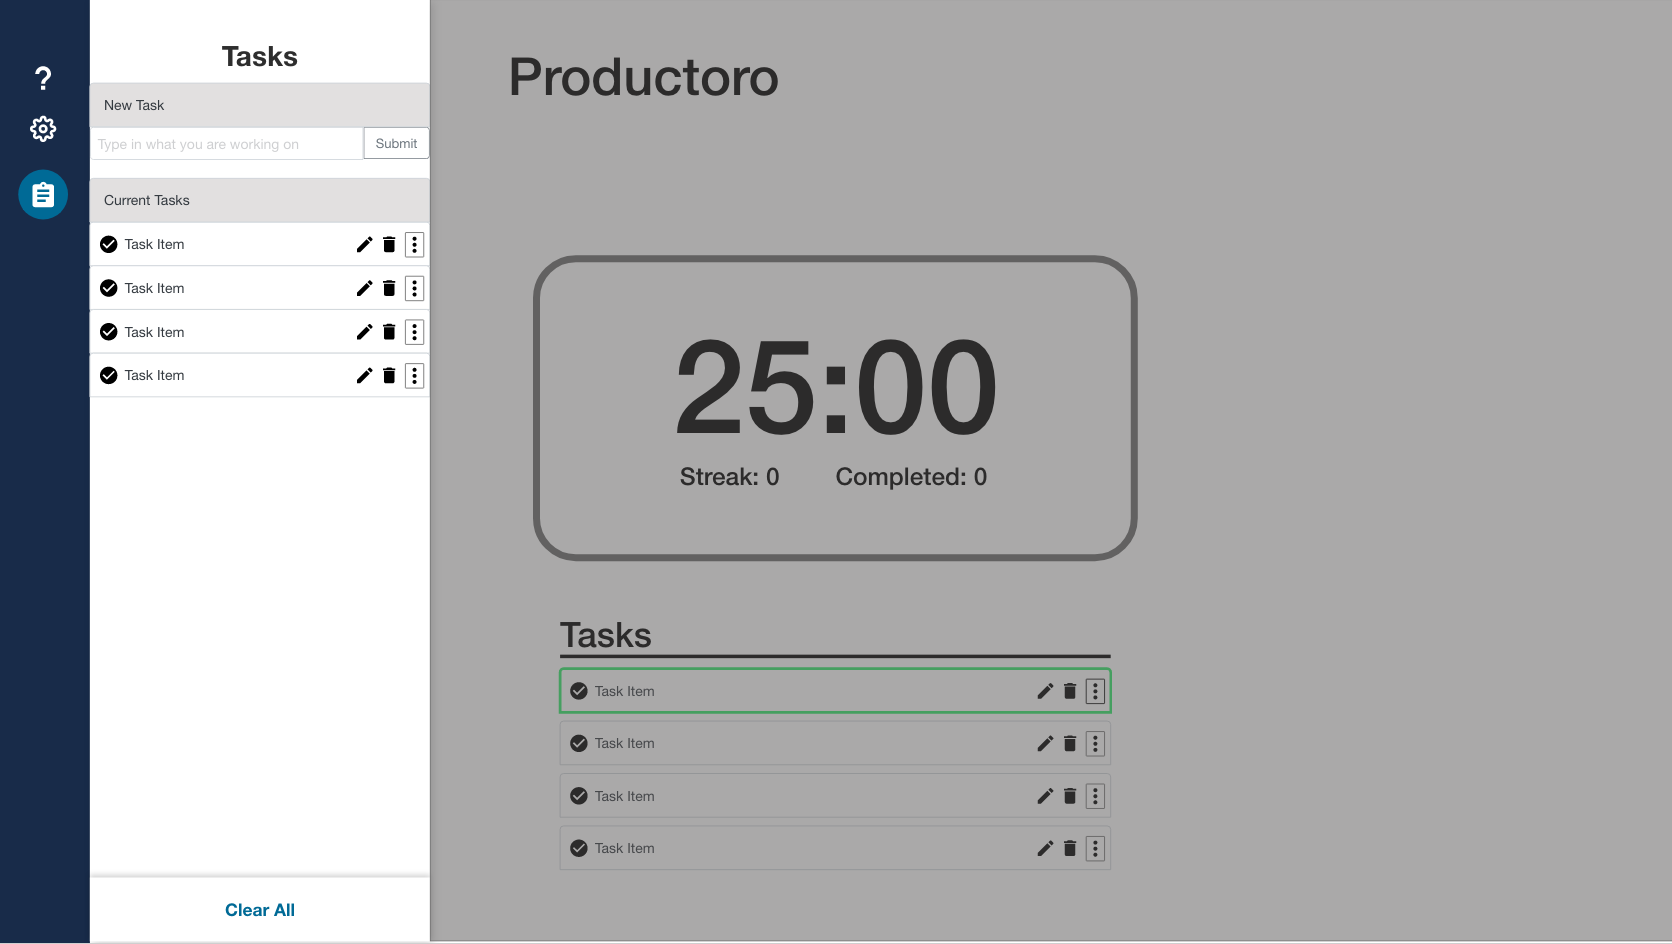 Tasks
New Task
Type in what you are working on
Submit
Current Tasks
Task Item
Task Item
Task Item
Task Item
Clear All
Productoro
25:00
Streak: 0
Completed: 0
Tasks
Task Item
Task Item
Task Item
Task Item